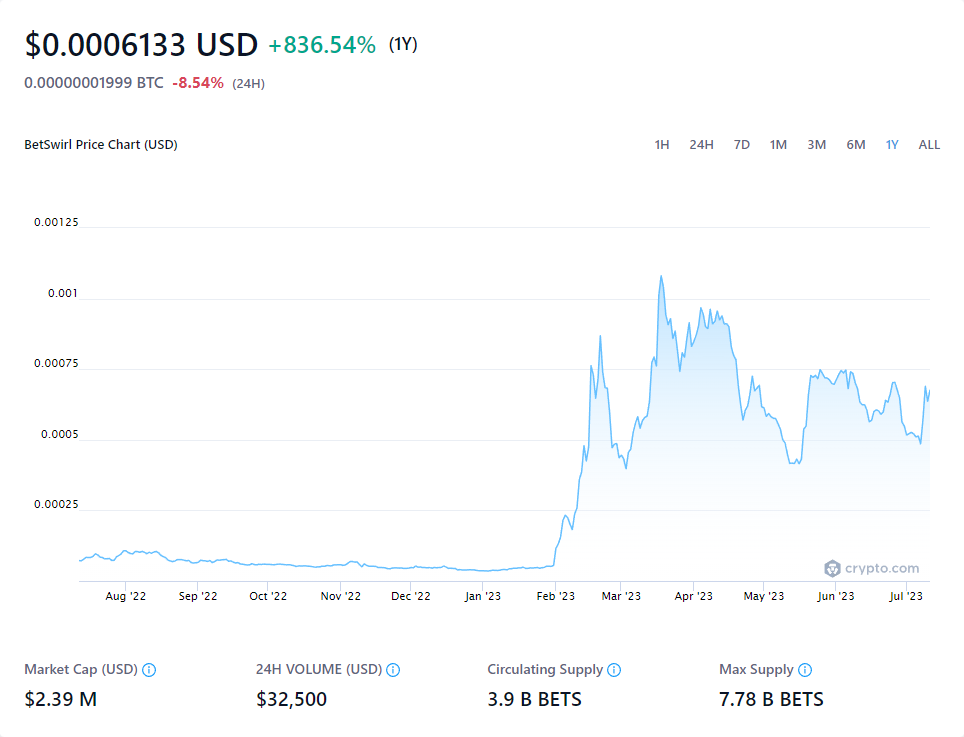 $0.0006133 USD +836.54% (1Y)
0.00000001999 BTC -8.54% (24H)
BetSwirl Price Chart (USD) 1H 24H 7D 1M 3M 6M 1Y ALL
0.00125
0.001
0.00075
0.0005
0.00025
crypto.com
Aug '22 Sep '22 Oct '22 Nov '22 Dec '22 Jan '23 Feb '23 Mar '23 Apr '23 May '23 Jun '23 Jul '23
Market Cap (USD) 24H VOLUME (USD) Circulating Supply Max Supply
$2.39 M $32,500 3.9 B BETS 7.78 B BETS